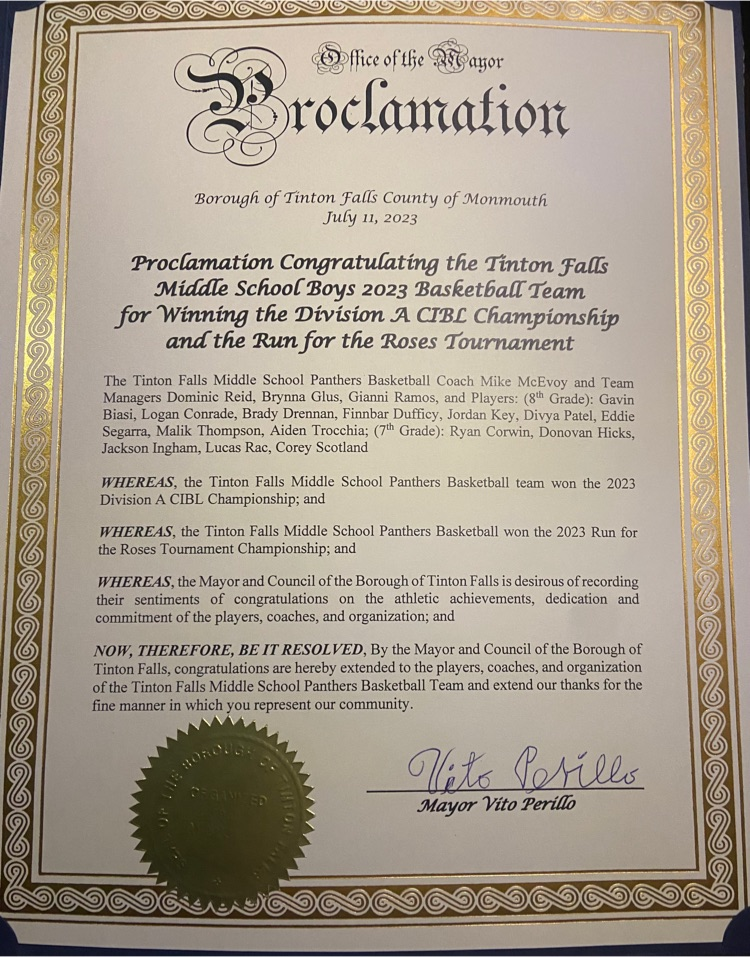 Office of the Mayor
Proclamation
Borough of Tinton Falls County of Monmouth
July 11, 2023
Proclamation Congratulating the Tinton Falls
Middle School Boys 2023 Basketball Team
for Winning the Division A CIBL Championship
and the Run for the Roses Tournament
The Tinton Falls Middle School Panthers Basketball Coach Mike McEvoy and Team
Managers Dominic Reid, Brynna Glus, Gianni Ramos, and Players: (8th Grade): Gavin
Biasi, Logan Conrade, Brady Drennan, Finnbar Dufficy, Jordan Key, Divya Patel, Eddie
Segarra, Malik Thompson, Aiden Trocchia; (7th Grade): Ryan Corwin, Donovan Hicks,
Jackson Ingham, Lucas Rac, Corey Scotland
WHEREAS, the Tinton Falls Middle School Panthers Basketball team won the 2023
Division A CIBL Championship; and
WHEREAS, the Tinton Falls Middle School Panthers Basketball won the 2023 Run for
the Roses Tournament Championship; and
WHEREAS, the Mayor and Council of the Borough of Tinton Falls is desirous of recording
their sentiments of congratulations on the athletic achievements, dedication and
commitment of the players, coaches, and organization; and
NOW, THEREFORE, BE IT RESOLVED, By the Mayor and Council of the Borough of
Tinton Falls, congratulations are hereby extended to the players, coaches, and organization
of the Tinton Falls Middle School Panthers Basketball Team and extend our thanks for the
fine manner in which you represent our community.
OF THE BOROUGH OF TINTON
Vito Perillo
Mayor Vito Perillo